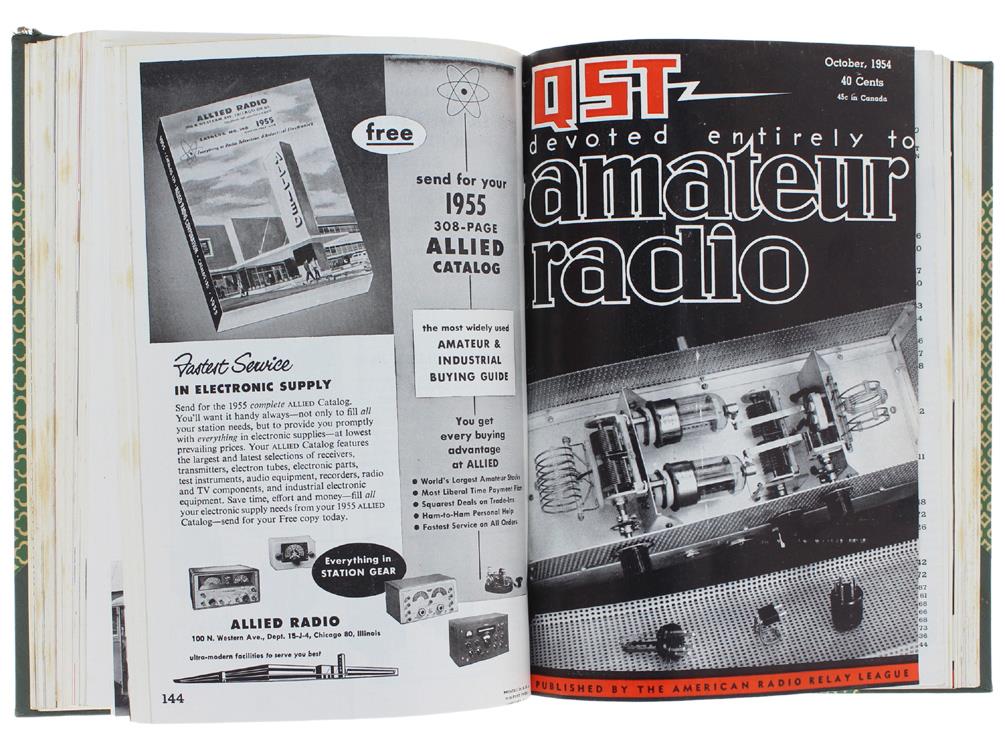 ALLIED RADIO
1955
ALLIED
free
send for your
1955
308-PAGE
ALLIED
CATALOG
the most widely used
AMATEUR &
INDUSTRIAL
BUYING GUIDE
You get
every buying
advantage
at ALLIED
• World's Largest Amateur Stocks
• Most Liberal Time Payment Plan
• Squarest Deals on Trade-Ins
• Ham-to-Ham Personal Help
• Fastest Service on All Orders
Fastest Service
IN ELECTRONIC SUPPLY
Send for the 1955 complete ALLIED Catalog.
You'll want it handy always—not only to fill all
your station needs, but to provide you promptly
with everything in electronic supplies—at lowest
prevailing prices. Your ALLIED Catalog features
the largest and latest selections of receivers,
transmitters, electron tubes, electronic parts,
test instruments, audio equipment, recorders, radio
and TV components, and industrial electronic
equipment. Save time, effort and money—fill all
your electronic supply needs from your 1955 ALLIED
Catalog—send for your Free copy today.
Everything in
STATION GEAR
ALLIED RADIO
100 N. Western Ave., Dept. 15-J-4, Chicago 80, Illinois
ultra-modern facilities to serve you best
144
QST
October, 1954
40 Cents
45c in Canada
devoted entirely to
amateur
radio
PUBLISHED BY THE AMERICAN RADIO RELAY LEAGUE